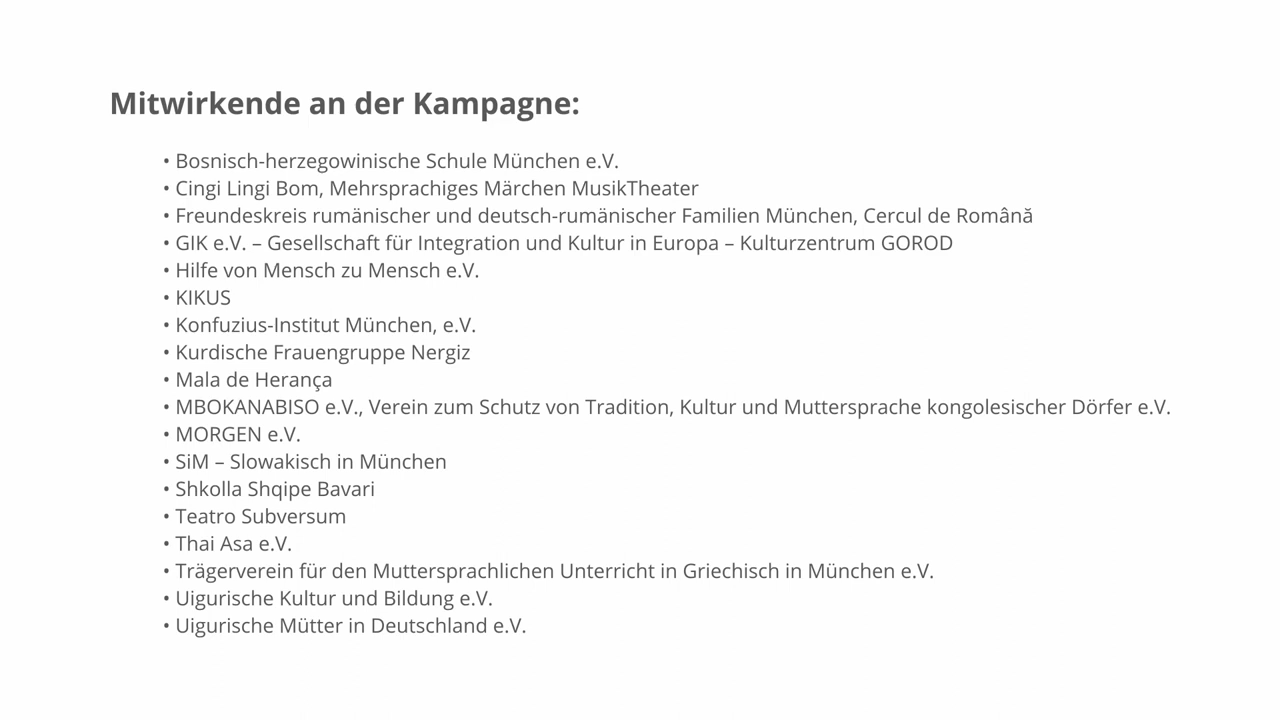 Mitwirkende an der Kampagne:
• Bosnisch-herzegowinische Schule München e.V.
• Cingi Lingi Bom, Mehrsprachiges Märchen MusikTheater
• Freundeskreis rumänischer und deutsch-rumänischer Familien München, Cercul de Română
• GIK e.V. – Gesellschaft für Integration und Kultur in Europa – Kulturzentrum GOROD
• Hilfe von Mensch zu Mensch e.V.
• KIKUS
• Konfuzius-Institut München, e.V.
• Kurdische Frauengruppe Nergiz
• Mala de Herança
• MBOKANABISO e.V., Verein zum Schutz von Tradition, Kultur und Muttersprache kongolesischer Dörfer e.V.
• MORGEN e.V.
• SiM – Slowakisch in München
• Shkolla Shqipe Bavari
• Teatro Subversum
• Thai Asa e.V.
• Trägerverein für den Muttersprachlichen Unterricht in Griechisch in München e.V.
• Uigurische Kultur und Bildung e.V.
• Uigurische Mütter in Deutschland e.V.